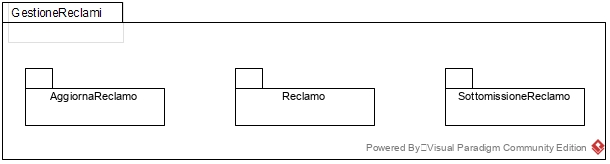 GestioneReclami
AggiornaReclamo
Reclamo
SottomissioneReclamo
Powered By Visual Paradigm Community Edition